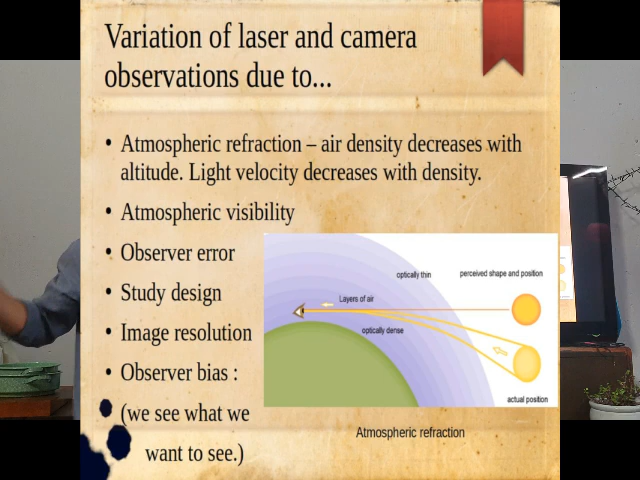 Variation of laser and camera
observations due to...
• Atmospheric refraction – air density decreases with
altitude. Light velocity decreases with density.
• Atmospheric visibility
• Observer error
• Study design
• Image resolution
• Observer bias :
(we see what we
want to see.)
optically thin
perceived shape and position
Layers of air
optically dense
actual position
Atmospheric refraction